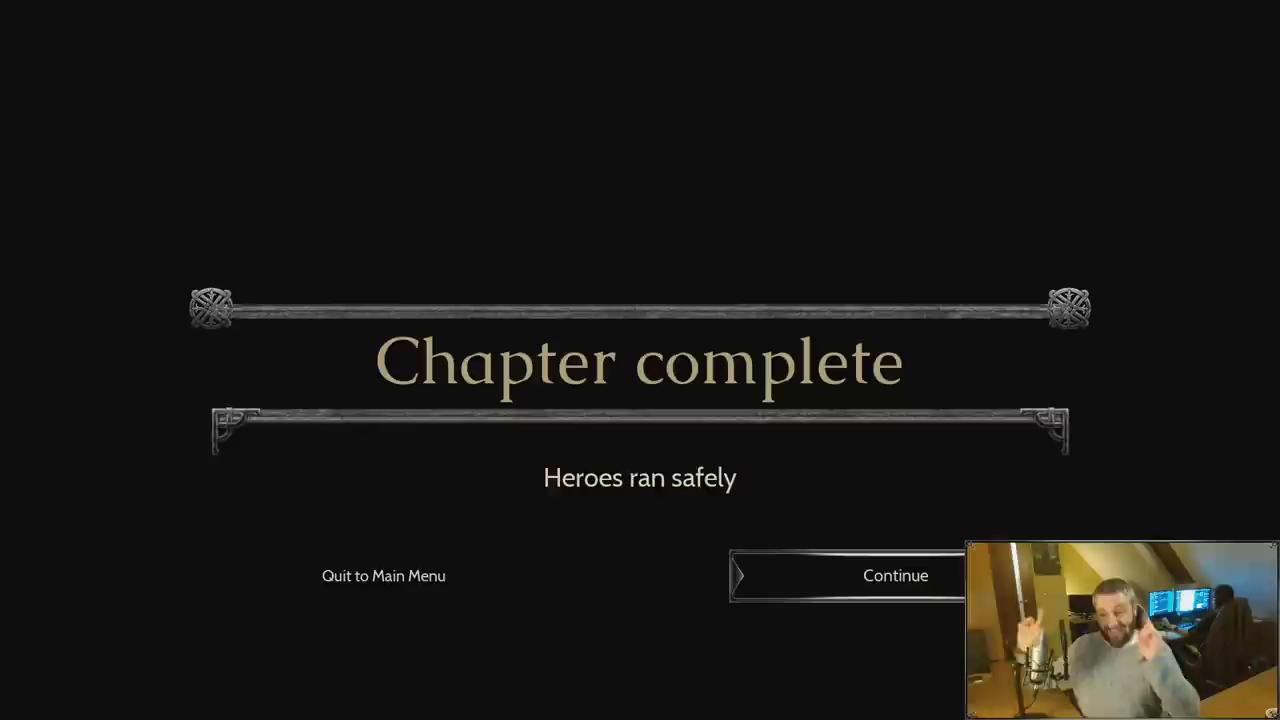 Chapter complete
Heroes ran safely
Quit to Main Menu
Continue